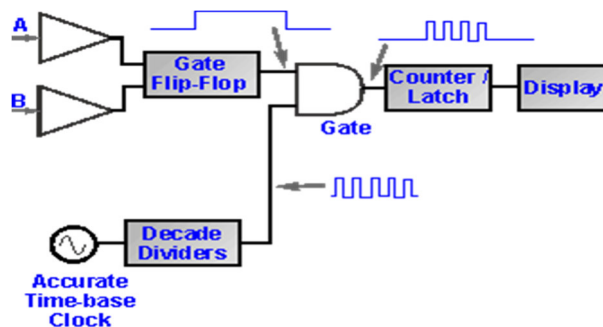 A
B
Gate
Flip-Flop
Gate
Counter /
Latch
Display
Decade
Dividers
Accurate
Time-base
Clock